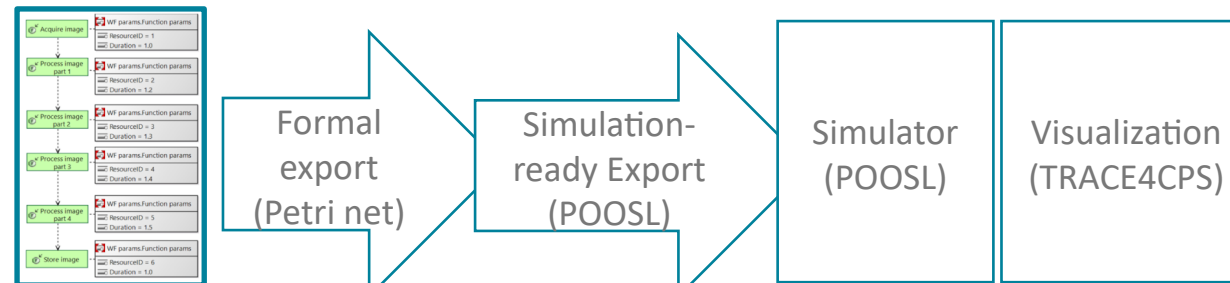 Acquire image
WF params.Function params
ResourceID = 1
Duration = 1.0
Process image
part 1
WF params.Function params
ResourceID = 2
Duration = 1.2
Process image
part 2
WF params.Function params
ResourceID = 3
Duration = 1.3
Process image
part 3
WF params.Function params
ResourceID = 4
Duration = 1.4
Process image
part 4
WF params.Function params
ResourceID = 5
Duration = 1.5
Store image
WF params.Function params
ResourceID = 6
Duration = 1.0
Formal
export
(Petri net)
Simulation-
ready Export
(POOSL)
Simulator
(POOSL)
Visualization
(TRACE4CPS)